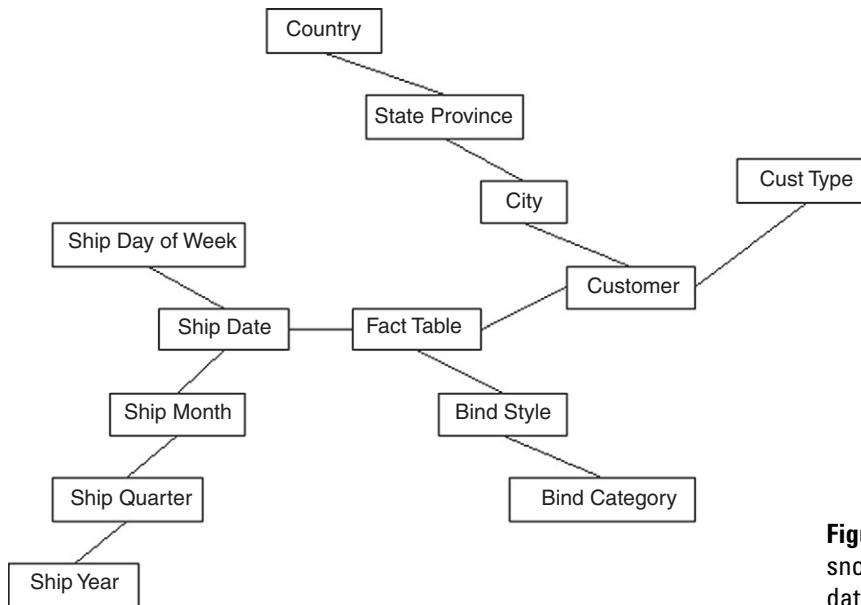 Country
State Province
Cust Type
City
Ship Day of Week
Customer
Ship Date
Fact Table
Ship Month
Bind Style
Ship Quarter
Bind Category
Ship Year